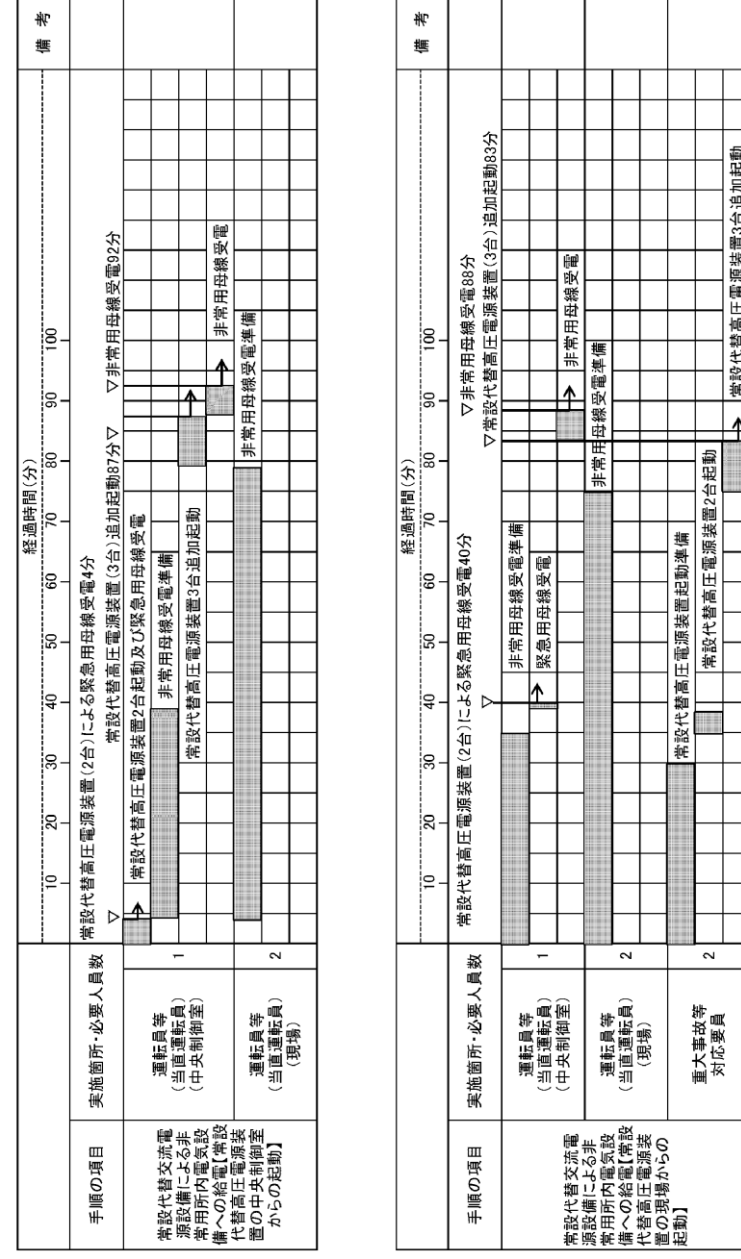 手順の項目
実施箇所・必要人員数
経過時間(分)
備考
10 20 30 40 50 60 70 80 90 100
常設代替交流電
源設備による非
常用所内電気設
備への給電【常設
代替高圧電源装
置の中央制御室
からの起動】
運転員等
(当直運転員)
(中央制御室)
1
運転員等
(当直運転員)
(現場)
2
常設代替高圧電源装置(2台)による緊急用母線受電4分
▽
常設代替高圧電源装置(3台)追加起動87分▽
▽非常用母線受電92分
常設代替高圧電源装置2台起動及び緊急用母線受電
非常用母線受電準備
常設代替高圧電源装置3台追加起動
非常用母線受電
非常用母線受電準備
手順の項目
実施箇所・必要人員数
経過時間(分)
備考
10 20 30 40 50 60 70 80 90 100
常設代替交流電
源設備による非
常用所内電気設
備への給電【常設
代替高圧電源装
置の現場からの
起動】
運転員等
(当直運転員)
(中央制御室)
1
運転員等
(当直運転員)
(現場)
2
重大事故等
対応要員
2
常設代替高圧電源装置(2台)による緊急用母線受電40分
▽
▽非常用母線受電88分
▽常設代替高圧電源装置(3台)追加起動83分
非常用母線受電準備
緊急用母線受電
非常用母線受電
非常用母線受電準備
常設代替高圧電源装置起動準備
常設代替高圧電源装置2台起動
常設代替高圧電源装置3台追加起動